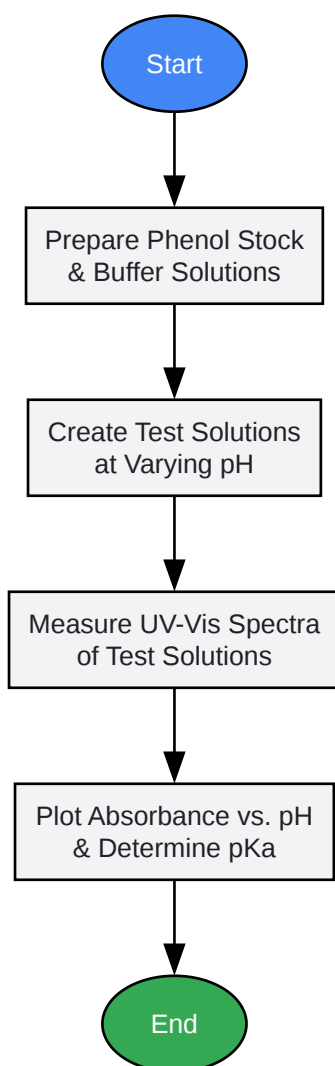 Start
Prepare Phenol Stock
& Buffer Solutions
Create Test Solutions
at Varying pH
Measure UV-Vis Spectra
of Test Solutions
Plot Absorbance vs. pH
& Determine pKa
End